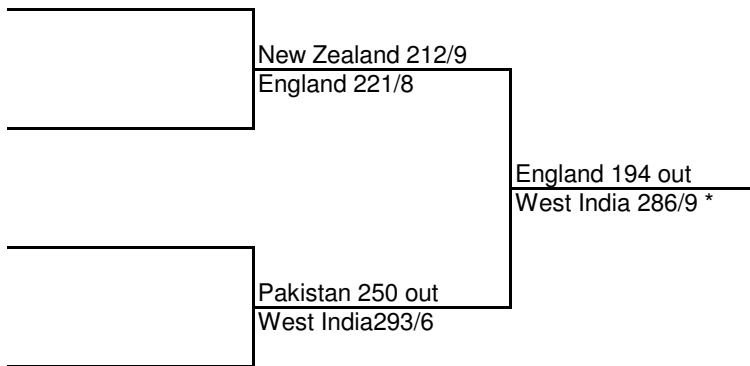 New Zealand 212/9
England 221/8
England 194 out
West India 286/9 *
Pakistan 250 out
West India293/6